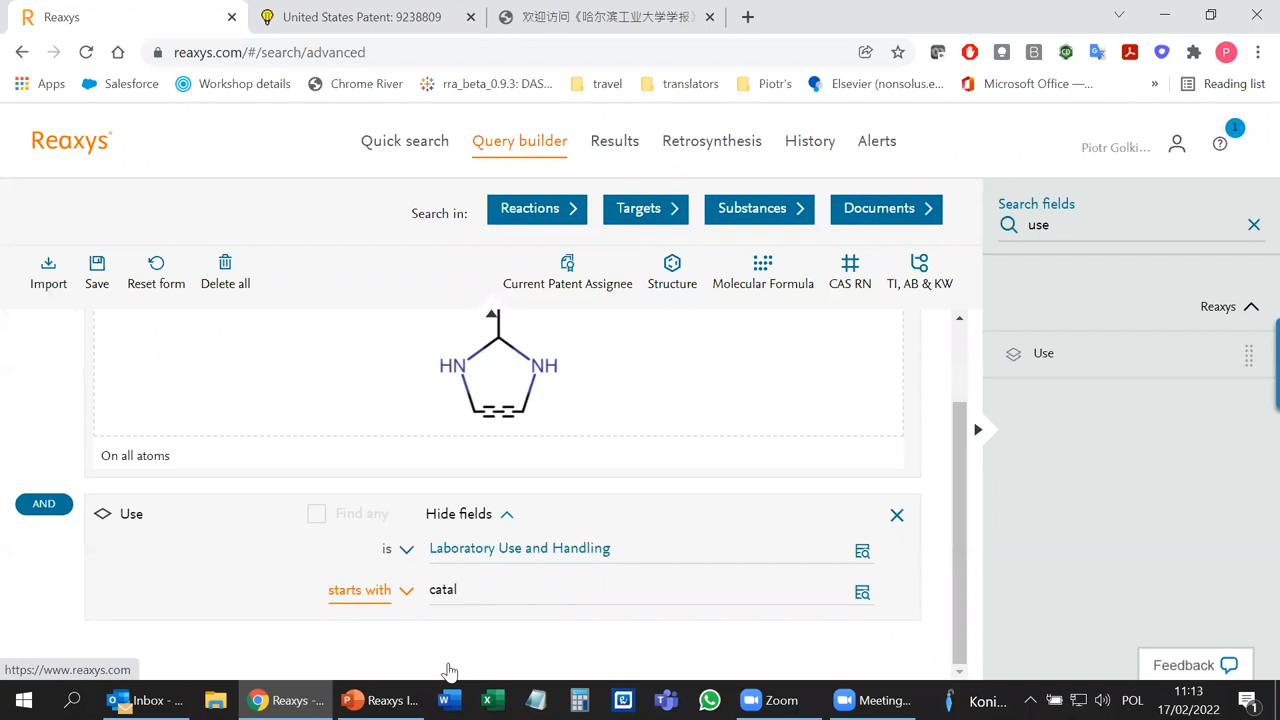 Reaxys
United States Patent: 9238809
欢迎访问《哈尔滨工业大学学报》
reaxys.com/#/search/advanced
Apps
Salesforce
Workshop details
Chrome River
rra_beta_0.9.3: DAS...
travel
translators
Piotr's
Elsevier (nonsolus.e...
Microsoft Office —...
»
Reading list
Reaxys
Quick search
Query builder
Results
Retrosynthesis
History
Alerts
Piotr Golki...
1
Search in:
Reactions
Targets
Substances
Documents
Search fields
use
Import
Save
Reset form
Delete all
Current Patent Assignee
Structure
Molecular Formula
CAS RN
TI, AB & KW
Reaxys
Use
HN
NH
On all atoms
AND
Use
Find any
Hide fields
is
Laboratory Use and Handling
starts with
catal
https://www.reaxys.com
Feedback
Inbox - ...
Reaxys -...
Reaxys I...
Zoom
Meeting...
Koni...
POL
11:13
17/02/2022
1